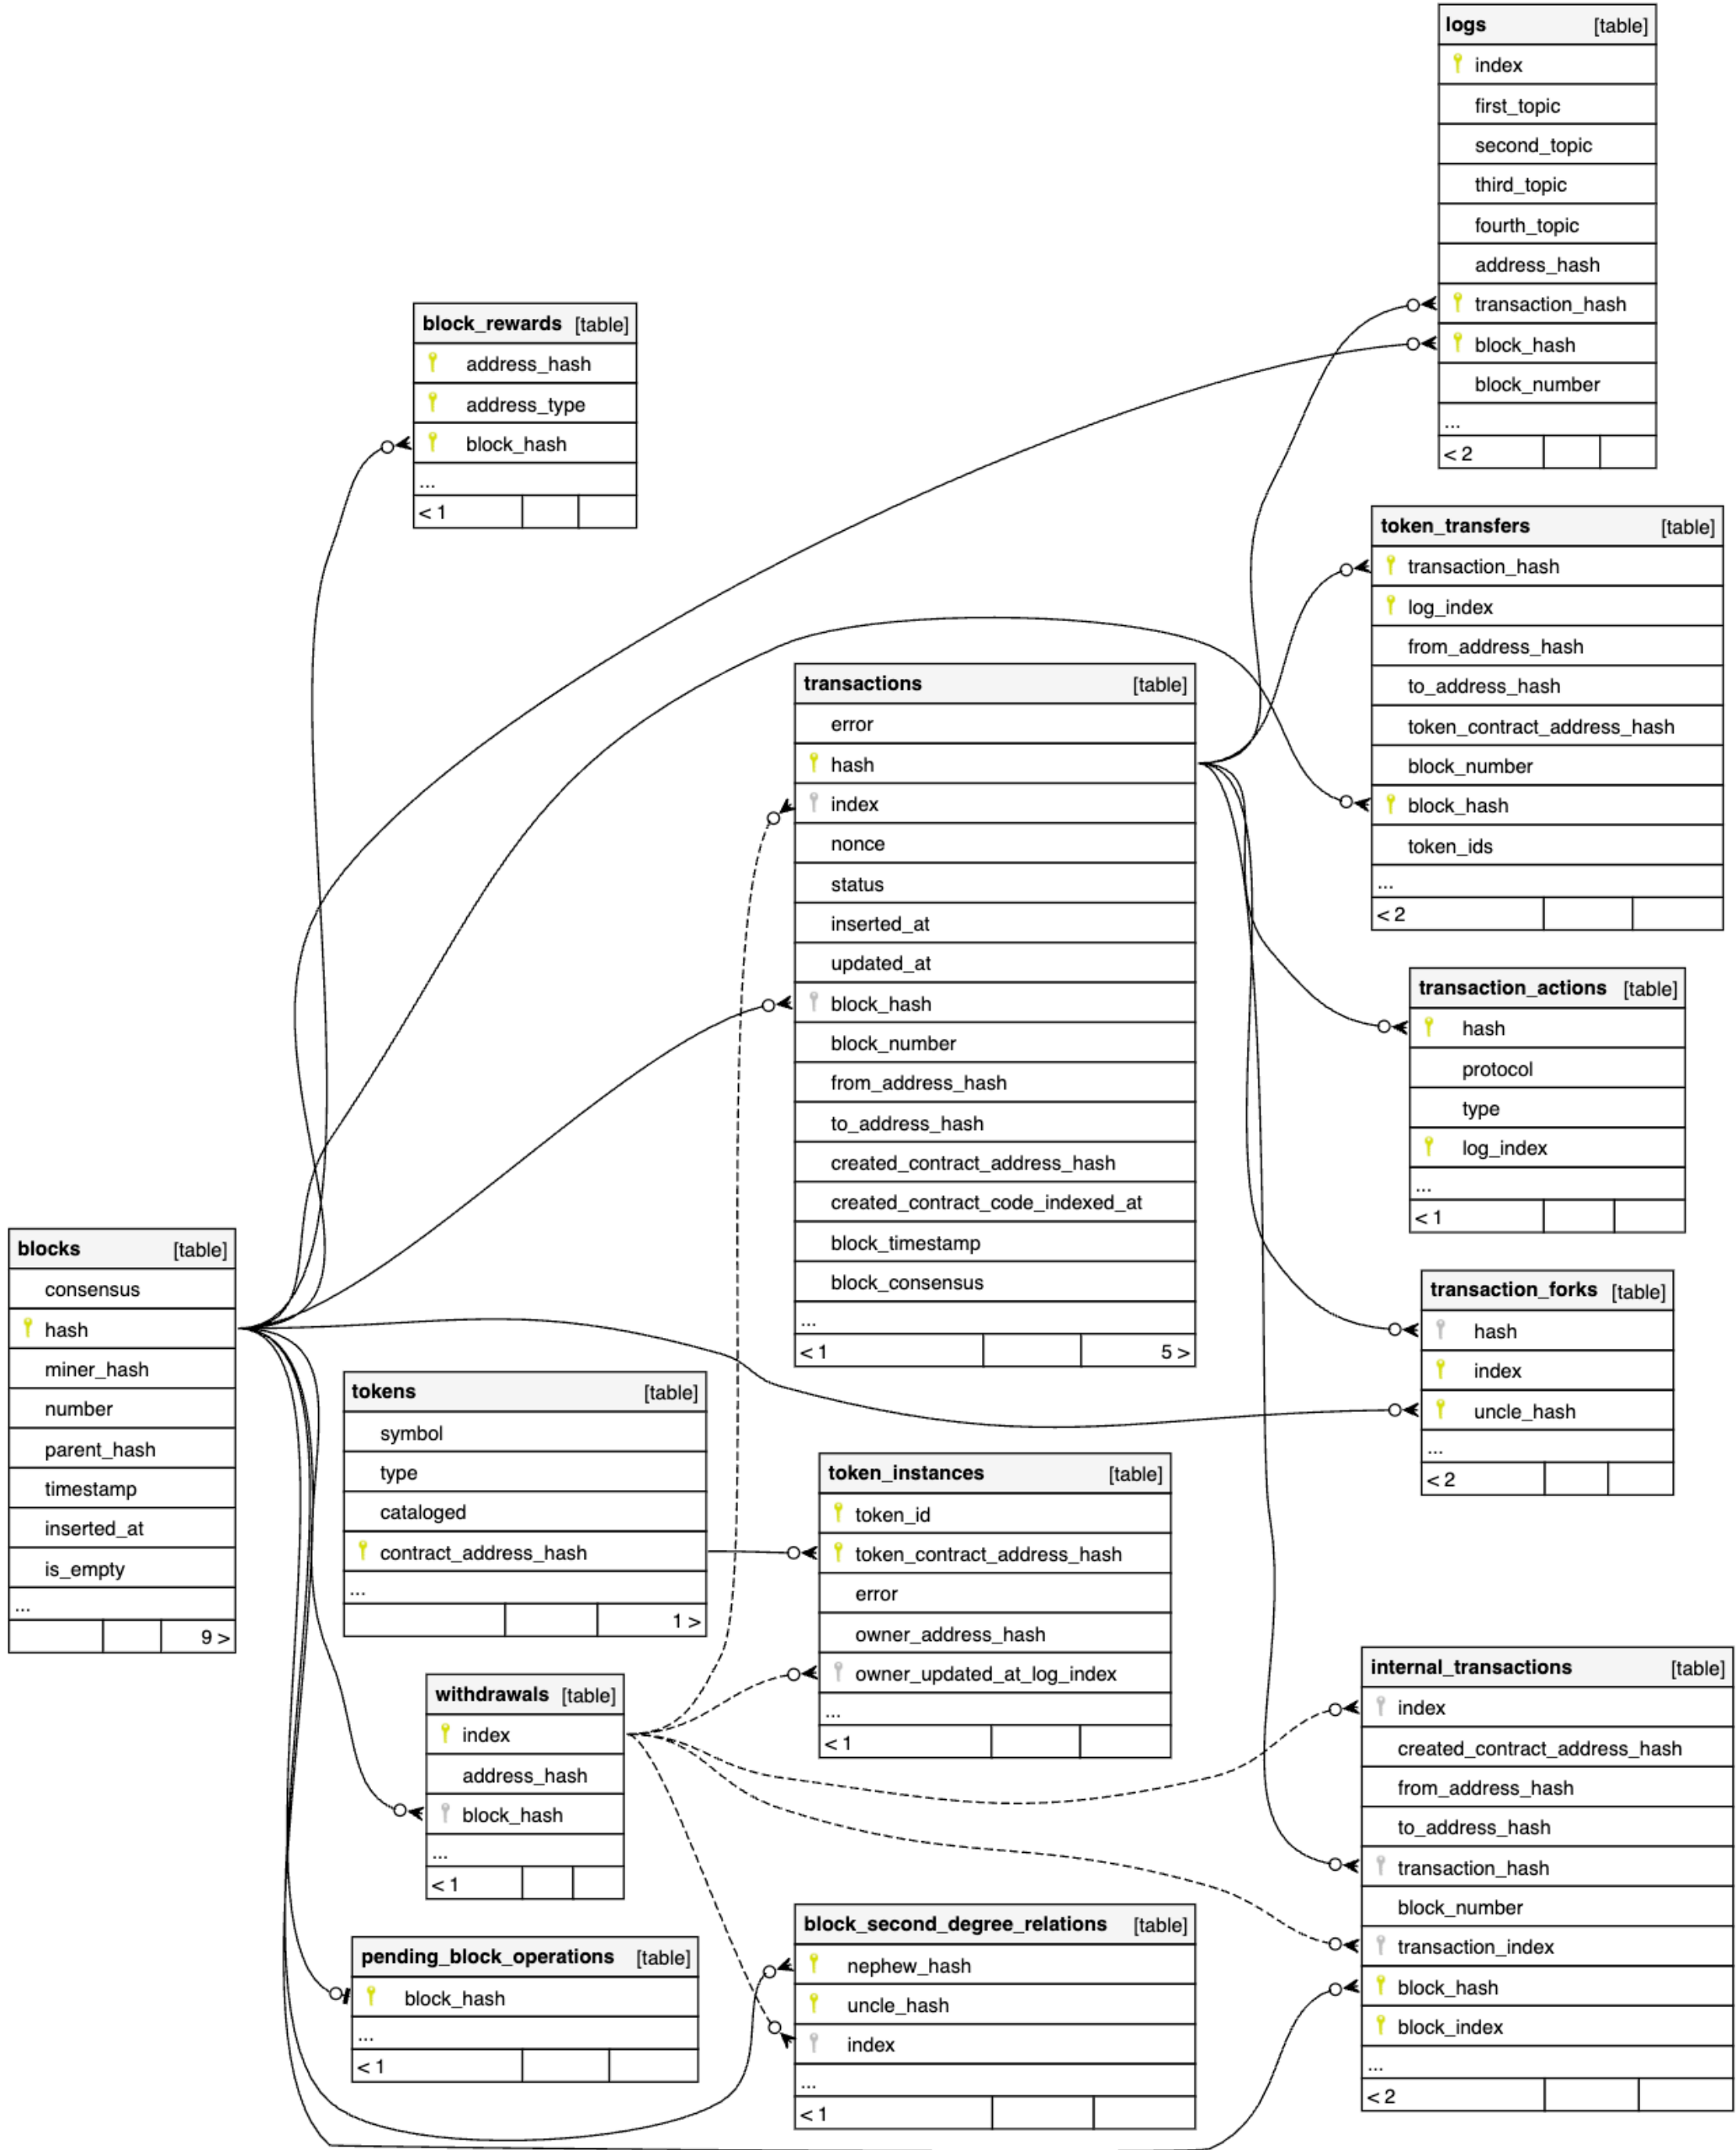 logs [table]
index
first_topic
second_topic
third_topic
fourth_topic
address_hash
transaction_hash
block_hash
block_number
...
< 2
block_rewards [table]
address_hash
address_type
block_hash
...
< 1
token_transfers [table]
transaction_hash
log_index
from_address_hash
to_address_hash
token_contract_address_hash
block_number
block_hash
token_ids
...
< 2
transactions [table]
error
hash
index
nonce
status
inserted_at
updated_at
block_hash
block_number
from_address_hash
to_address_hash
created_contract_address_hash
created_contract_code_indexed_at
block_timestamp
block_consensus
...
< 1 5 >
transaction_actions [table]
hash
protocol
type
log_index
...
< 1
blocks [table]
consensus
hash
miner_hash
number
parent_hash
timestamp
inserted_at
is_empty
...
9 >
transaction_forks [table]
hash
index
uncle_hash
...
< 2
tokens [table]
symbol
type
cataloged
contract_address_hash
...
1 >
token_instances [table]
token_id
token_contract_address_hash
error
owner_address_hash
owner_updated_at_log_index
...
< 1
withdrawals [table]
index
address_hash
block_hash
...
< 1
internal_transactions [table]
index
created_contract_address_hash
from_address_hash
to_address_hash
transaction_hash
block_number
transaction_index
block_hash
block_index
...
< 2
pending_block_operations [table]
block_hash
...
< 1
block_second_degree_relations [table]
nephew_hash
uncle_hash
index
...
< 1